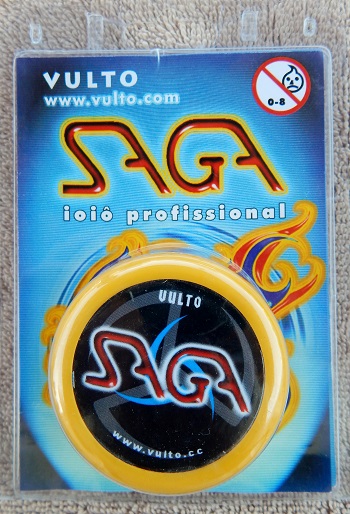 VULTO
www.vulto.com
0-8
SAGA
ioiô profissional
VULTO
SAGA
www.vulto.cc